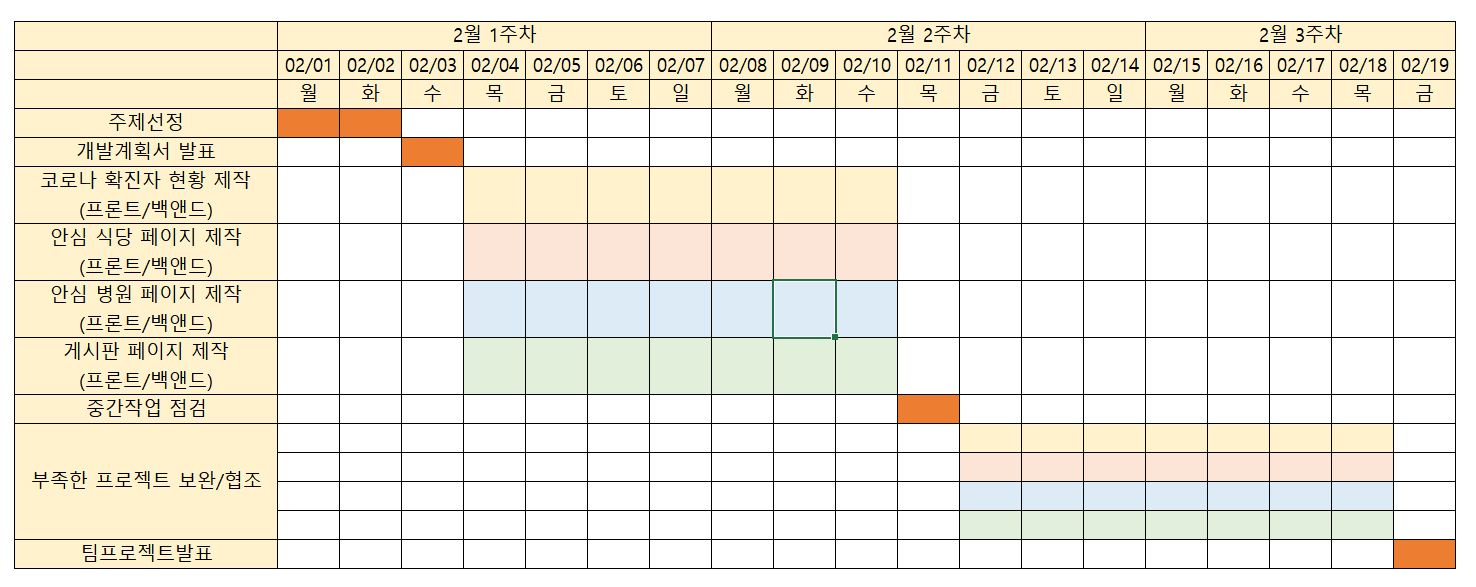 2월 1주차 2월 2주차 2월 3주차
02/01 02/02 02/03 02/04 02/05 02/06 02/07 02/08 02/09 02/10 02/11 02/12 02/13 02/14 02/15 02/16 02/17 02/18 02/19
월 화 수 목 금 토 일 월 화 수 목 금 토 일 월 화 수 목 금
주제선정
개발계획서 발표
코로나 확진자 현황 제작
(프론트/백앤드)
안심 식당 페이지 제작
(프론트/백앤드)
안심 병원 페이지 제작
(프론트/백앤드)
게시판 페이지 제작
(프론트/백앤드)
중간작업 점검
부족한 프로젝트 보완/협조
팀프로젝트발표